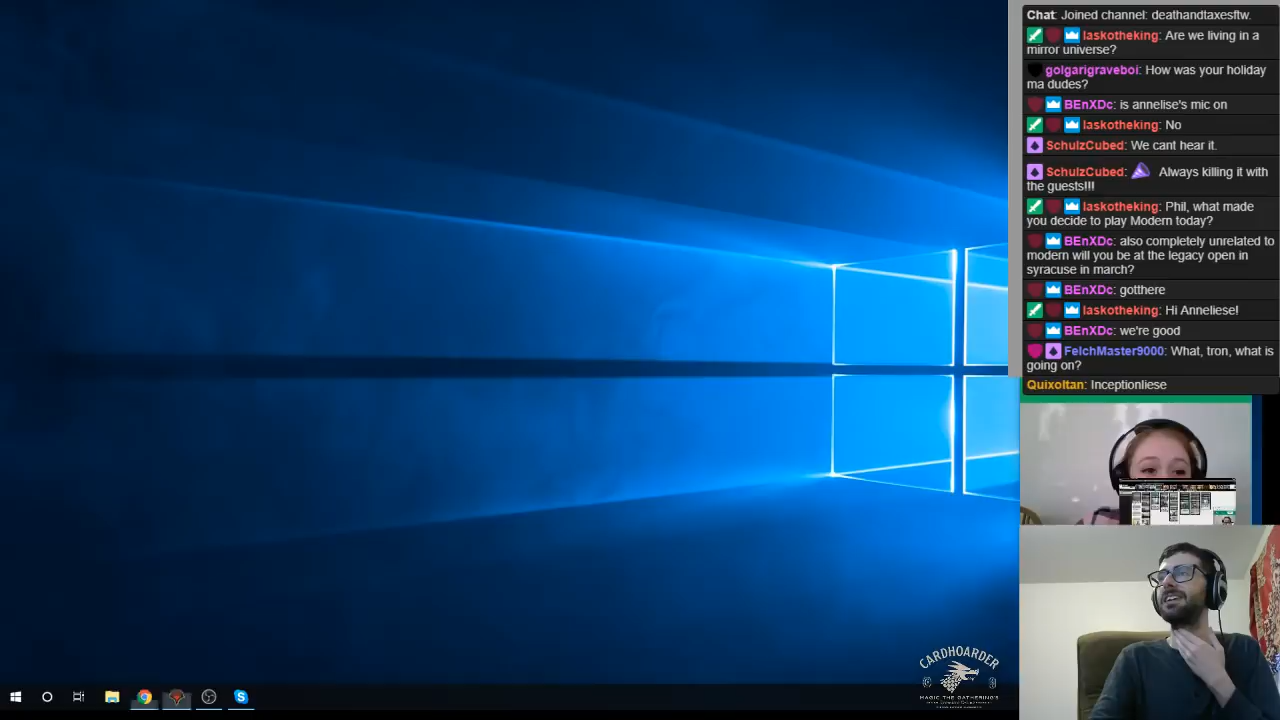 Chat: Joined channel: deathandtaxesftw.
laskotheking: Are we living in a
mirror universe?
golgarigraveboi: How was your holiday
ma dudes?
BEnXDc: is annelise's mic on
laskotheking: No
SchulzCubed: We cant hear it.
SchulzCubed: Always killing it with
the guests!!!
laskotheking: Phil, what made
you decide to play Modern today?
BEnXDc: also completely unrelated to
modern will you be at the legacy open in
syracuse in march?
BEnXDc: gotthere
laskotheking: Hi Anneliese!
BEnXDc: we're good
FelchMaster9000: What, tron, what is
going on?
Quixoltan: Inceptionliese
CARDHOARDER
MAGIC THE GATHERING'S